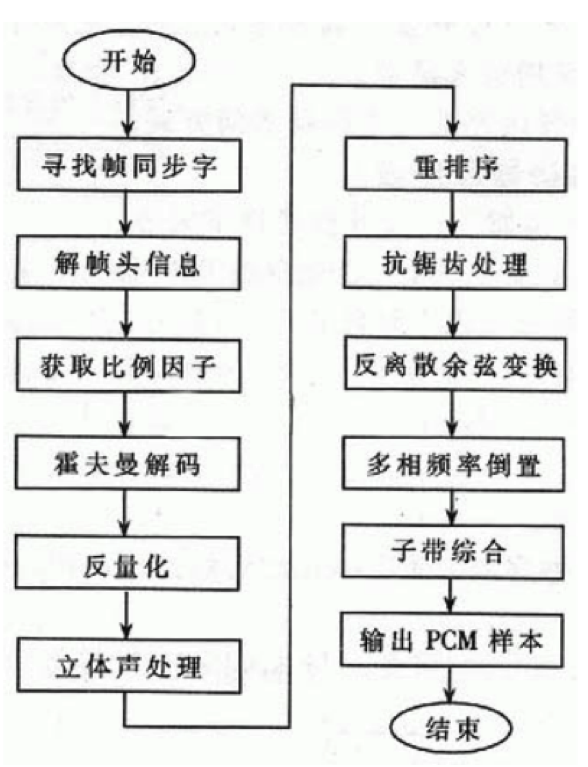 开始
寻找帧同步字
解帧头信息
获取比例因子
霍夫曼解码
反量化
立体声处理
重排序
抗锯齿处理
反离散余弦变换
多相频率倒置
子带综合
输出 PCM 样本
结束